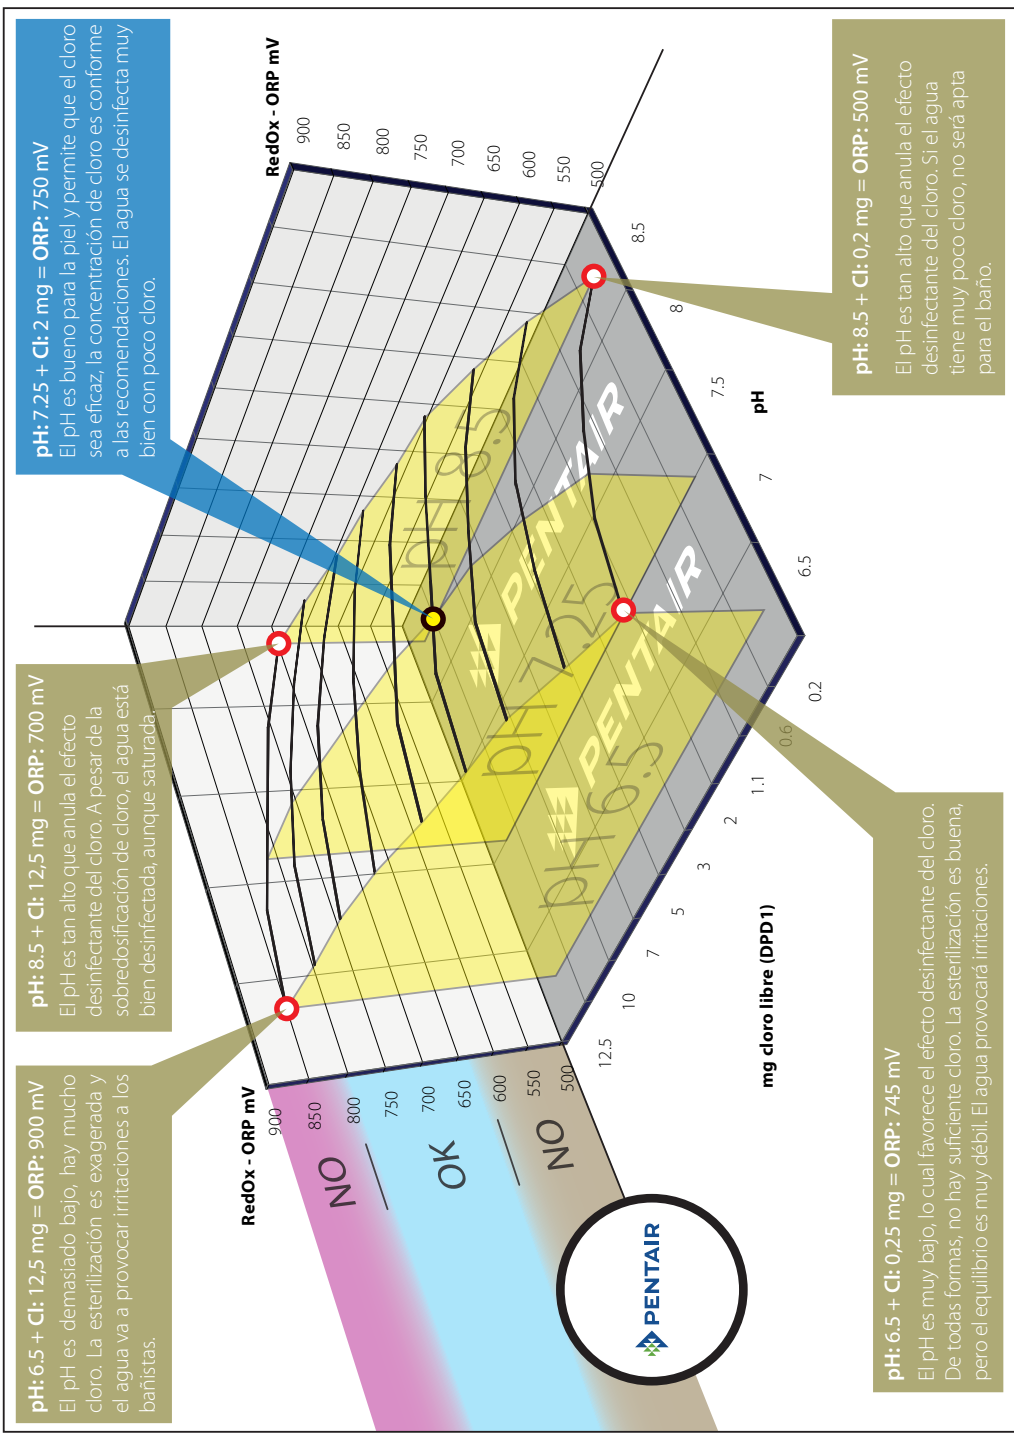 pH: 6.5 + Cl: 12,5 mg = ORP: 900 mV
El pH es demasiado bajo, hay mucho
cloro. La esterilización es exagerada y
el agua va a provocar irritaciones a los
bañistas.
pH: 8.5 + Cl: 12,5 mg = ORP: 700 mV
El pH es tan alto que anula el efecto
desinfectante del cloro. A pesar de la
sobredosificación de cloro, el agua está
bien desinfectada, aunque saturada.
pH: 7.25 + Cl: 2 mg = ORP: 750 mV
El pH es bueno para la piel y permite que el cloro
sea eficaz, la concentración de cloro es conforme
a las recomendaciones. El agua se desinfecta muy
bien con poco cloro.
RedOx - ORP mV
900
850
800
750
700
650
600
550
500
NO
OK
NO
RedOx - ORP mV
900
850
800
750
700
650
600
550
500
pH 8.5
pH 7.25
pH 6.5
PENTAIR
PENTAIR
12.5
10
7
5
3
2
1.1
0.6
0.2
mg cloro libre (DPD1)
6.5
7
7.5
8
8.5
pH
PENTAIR
pH: 6.5 + Cl: 0,25 mg = ORP: 745 mV
El pH es muy bajo, lo cual favorece el efecto desinfectante del cloro.
De todas formas, no hay suficiente cloro. La esterilización es buena,
pero el equilibrio es muy débil. El agua provocará irritaciones.
pH: 8.5 + Cl: 0,2 mg = ORP: 500 mV
El pH es tan alto que anula el efecto
desinfectante del cloro. Si el agua
tiene muy poco cloro, no será apta
para el baño.